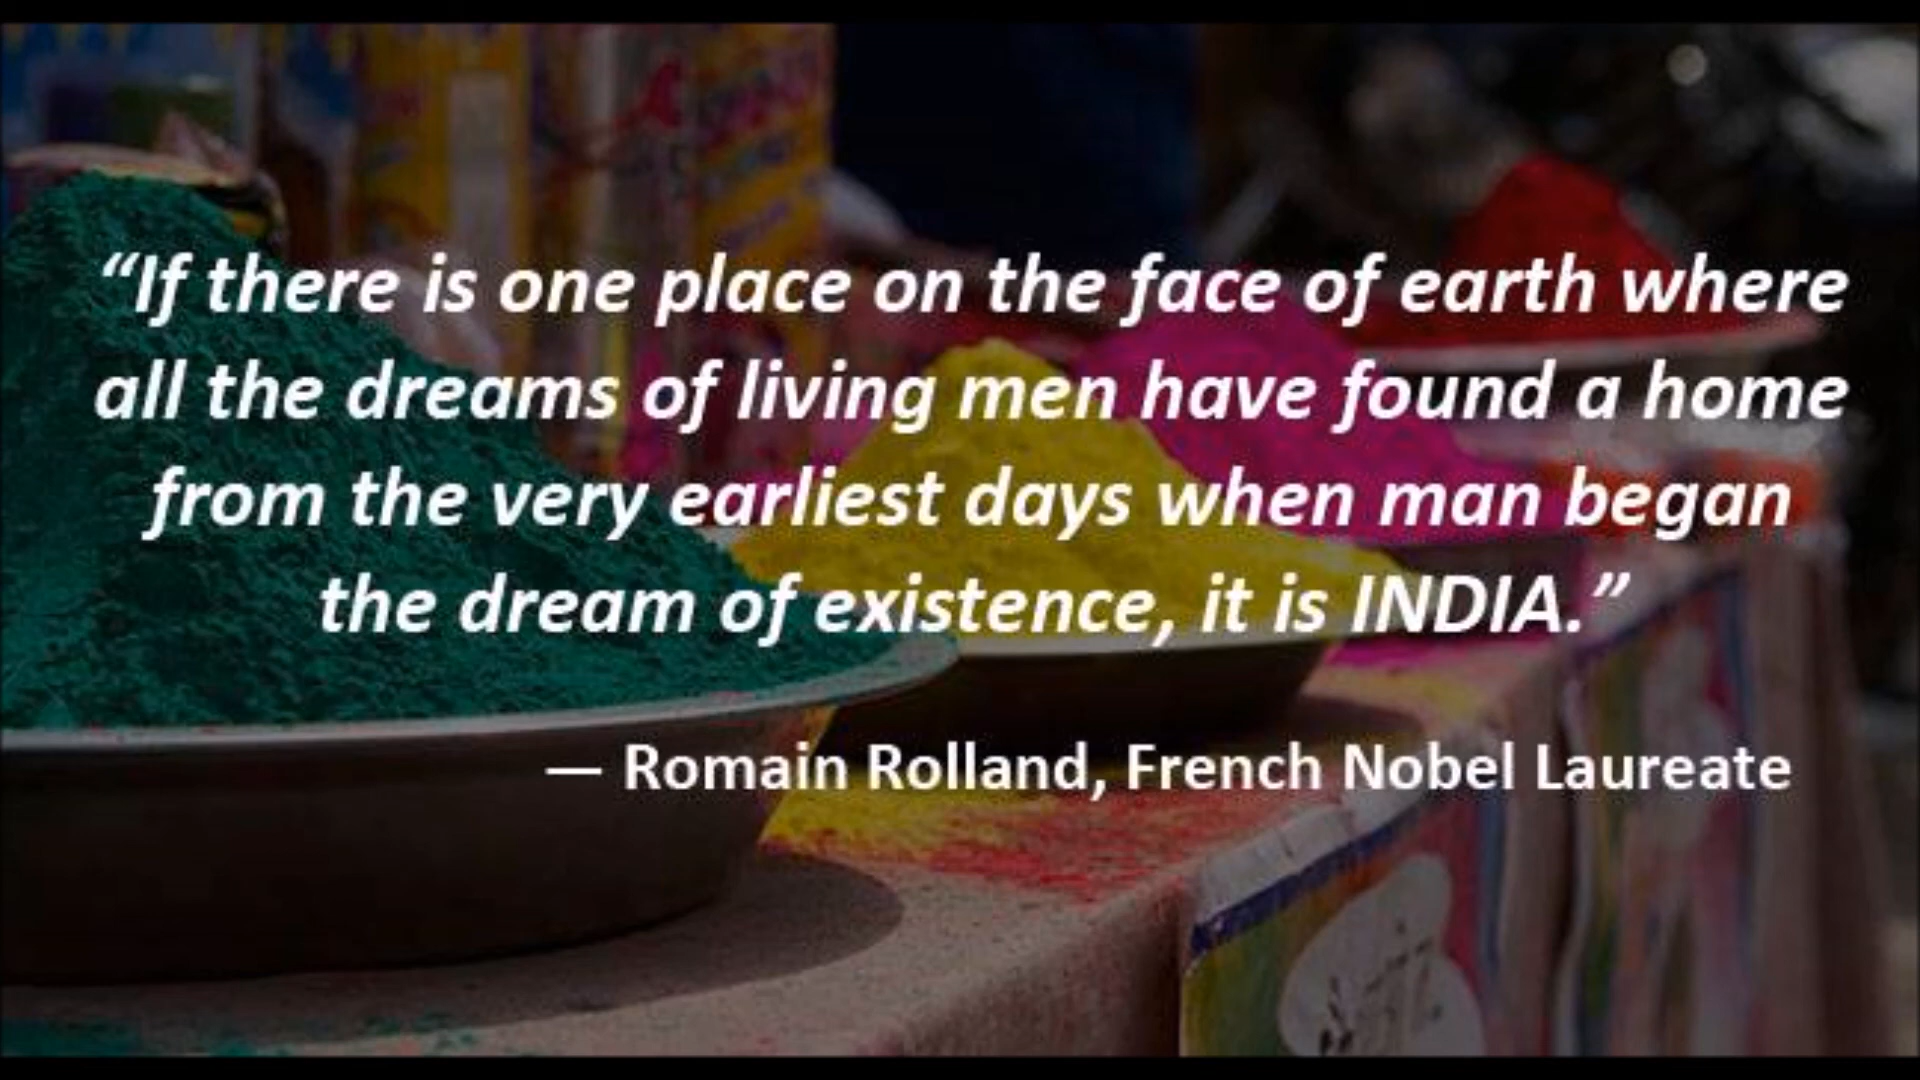 “If there is one place on the face of earth where
all the dreams of living men have found a home
from the very earliest days when man began
the dream of existence, it is INDIA.”
— Romain Rolland, French Nobel Laureate